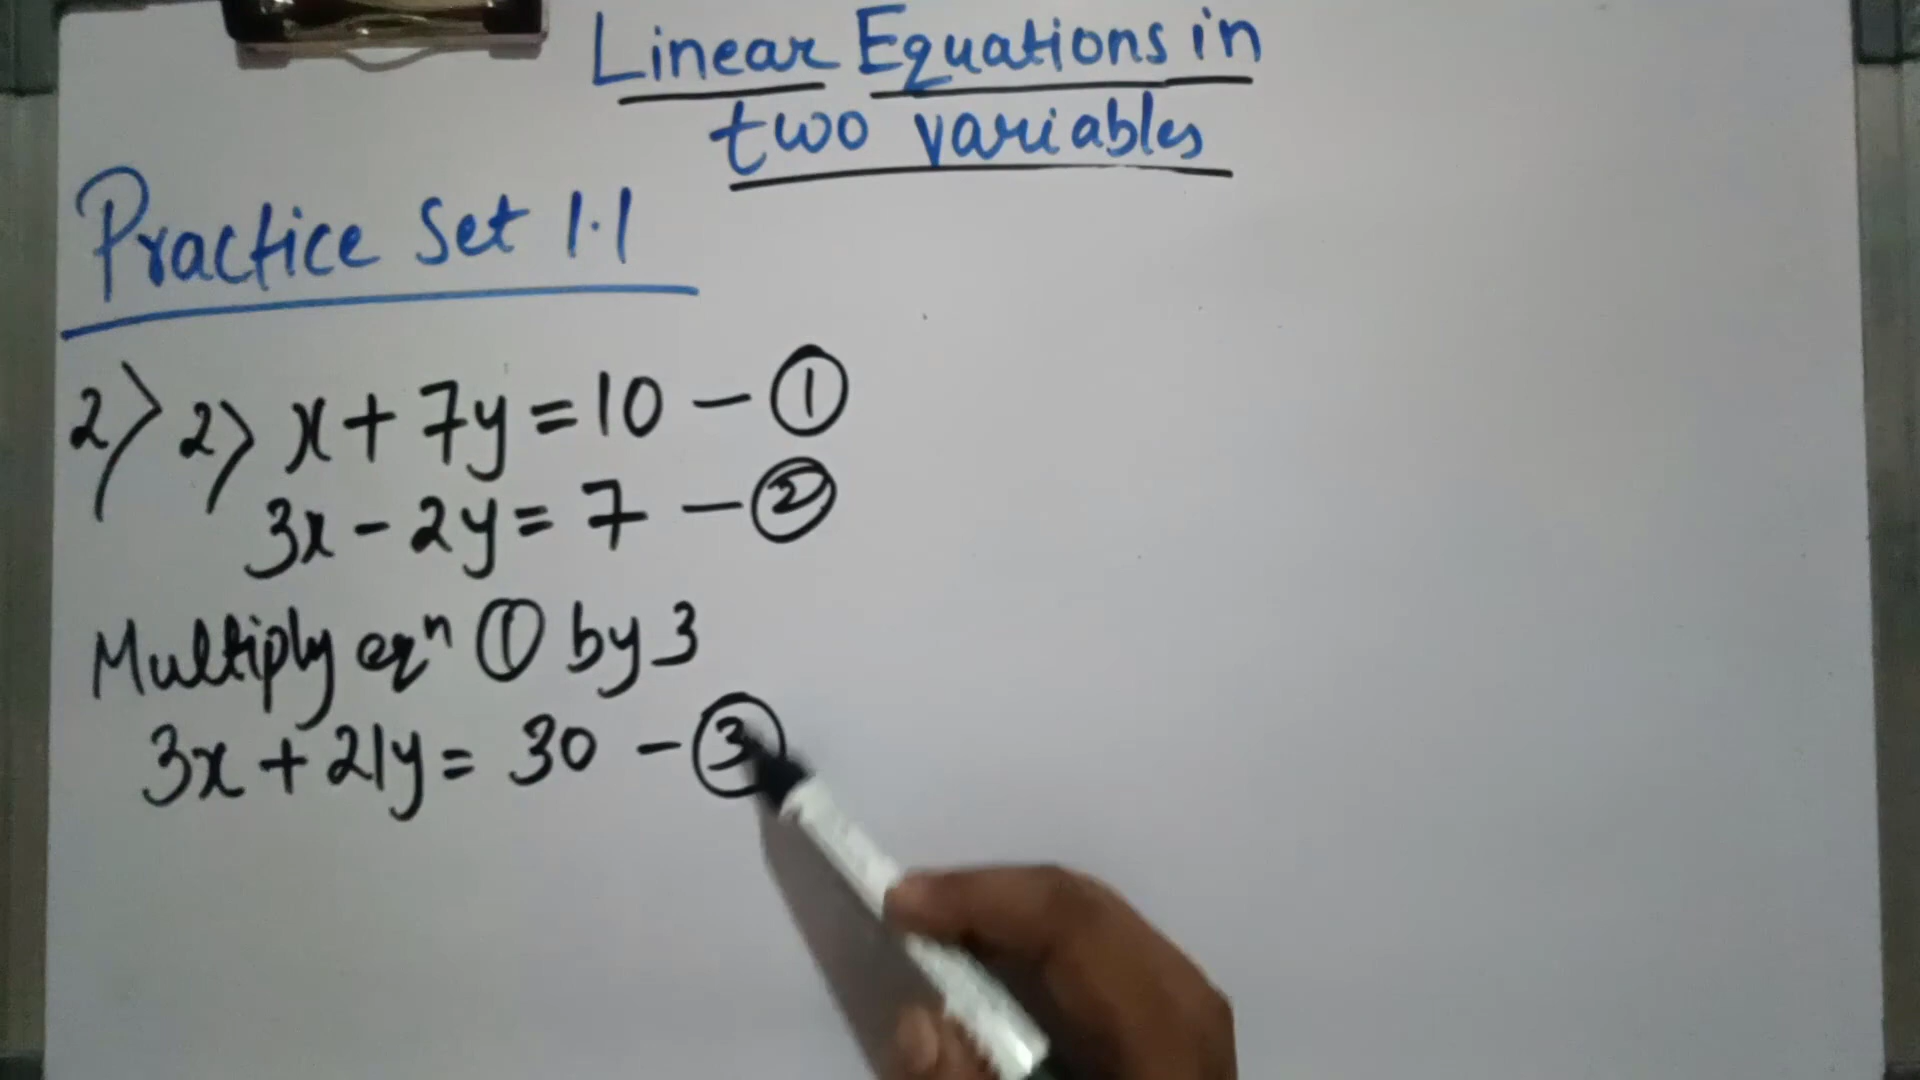 Linear Equations in
two variables
Practice Set 1.1
2) 2) x + 7y = 10 - ①
3x - 2y = 7 - ②
Multiply eqⁿ ① by 3
3x + 21y = 30 - ③